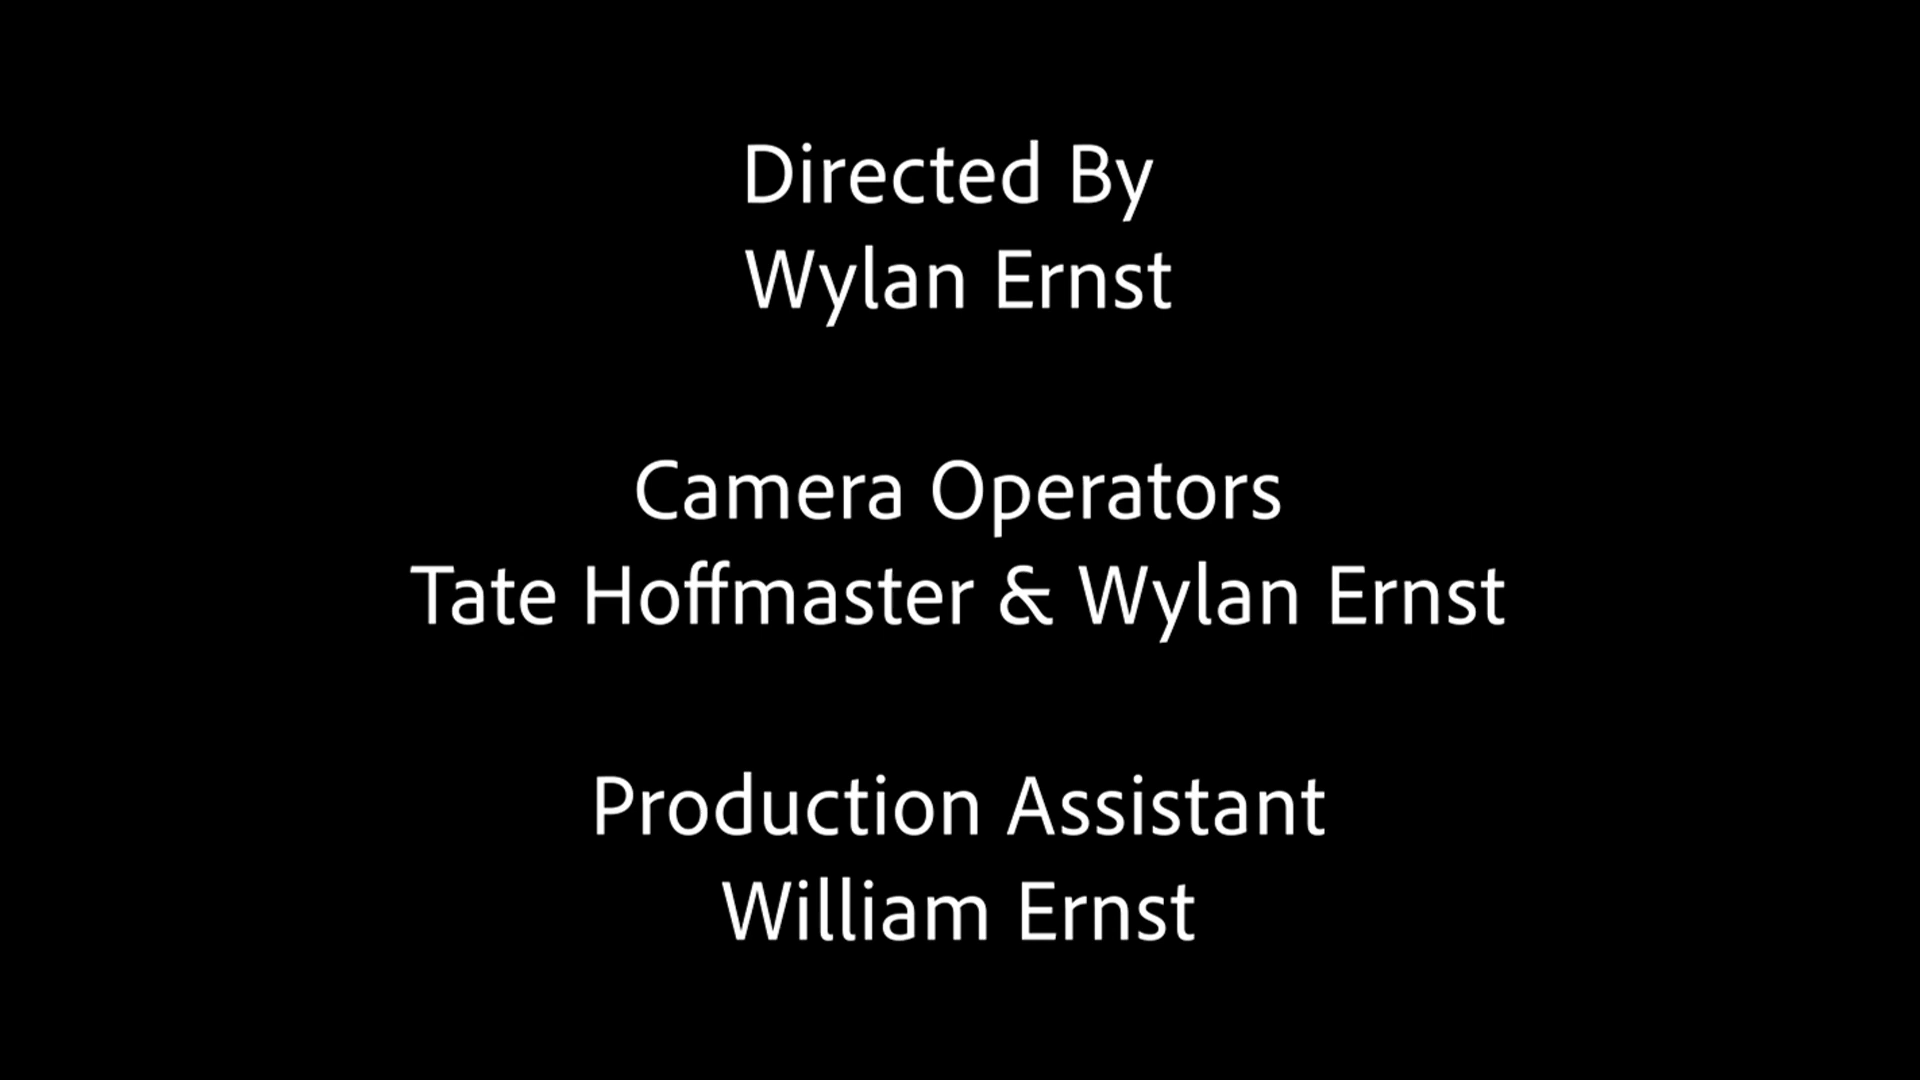 Directed By
Wylan Ernst
Camera Operators
Tate Hoffmaster & Wylan Ernst
Production Assistant
William Ernst